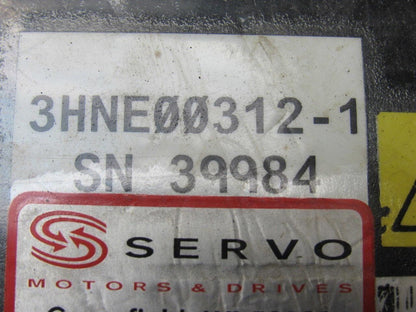 3HNE00312-1
SN 39984
SERVO
MOTORS & DRIVES